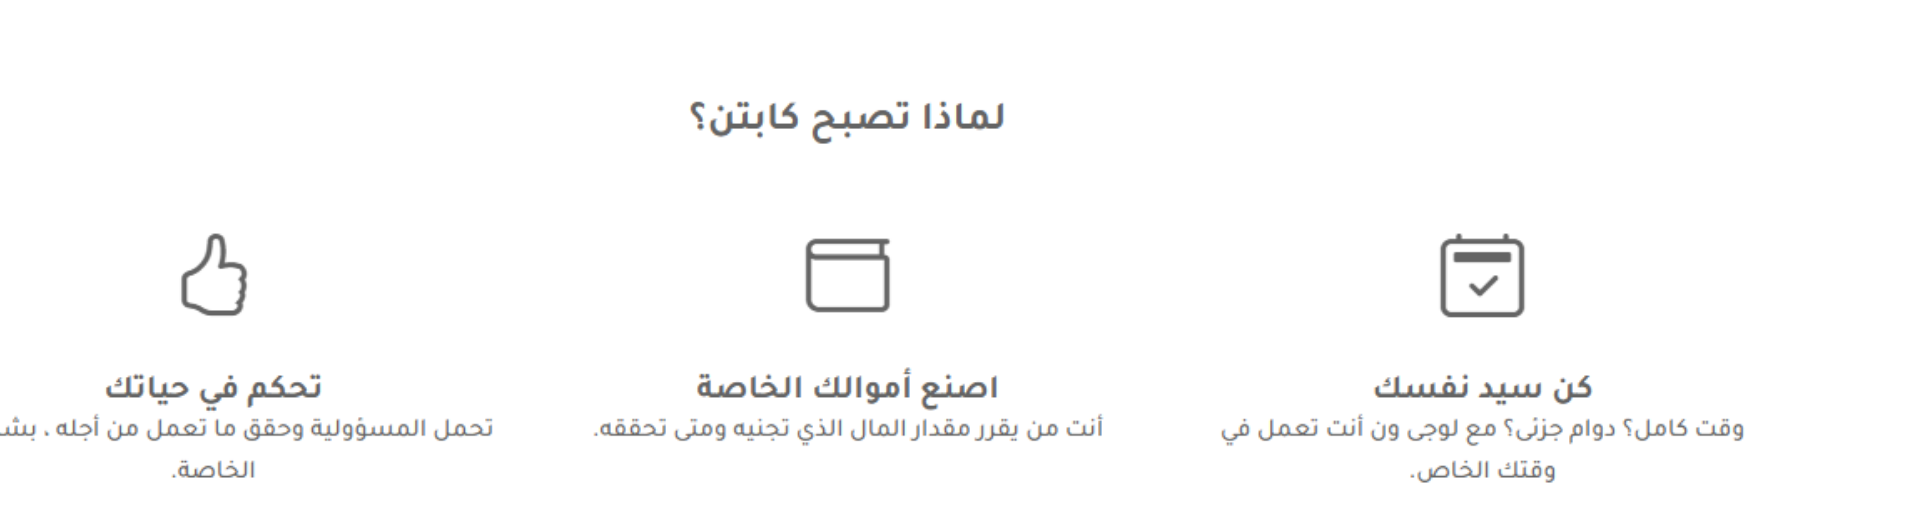 لماذا تصبح كابتن؟
كن سيد نفسك
وقت كامل؟ دوام جزئى؟ مع لوجى ون أنت تعمل في
وقتك الخاص.
اصنع أموالك الخاصة
أنت من يقرر مقدار المال الذي تجنيه ومتى تحققه.
تحكم في حياتك
تحمل المسؤولية وحقق ما تعمل من أجله ، بش
الخاصة.